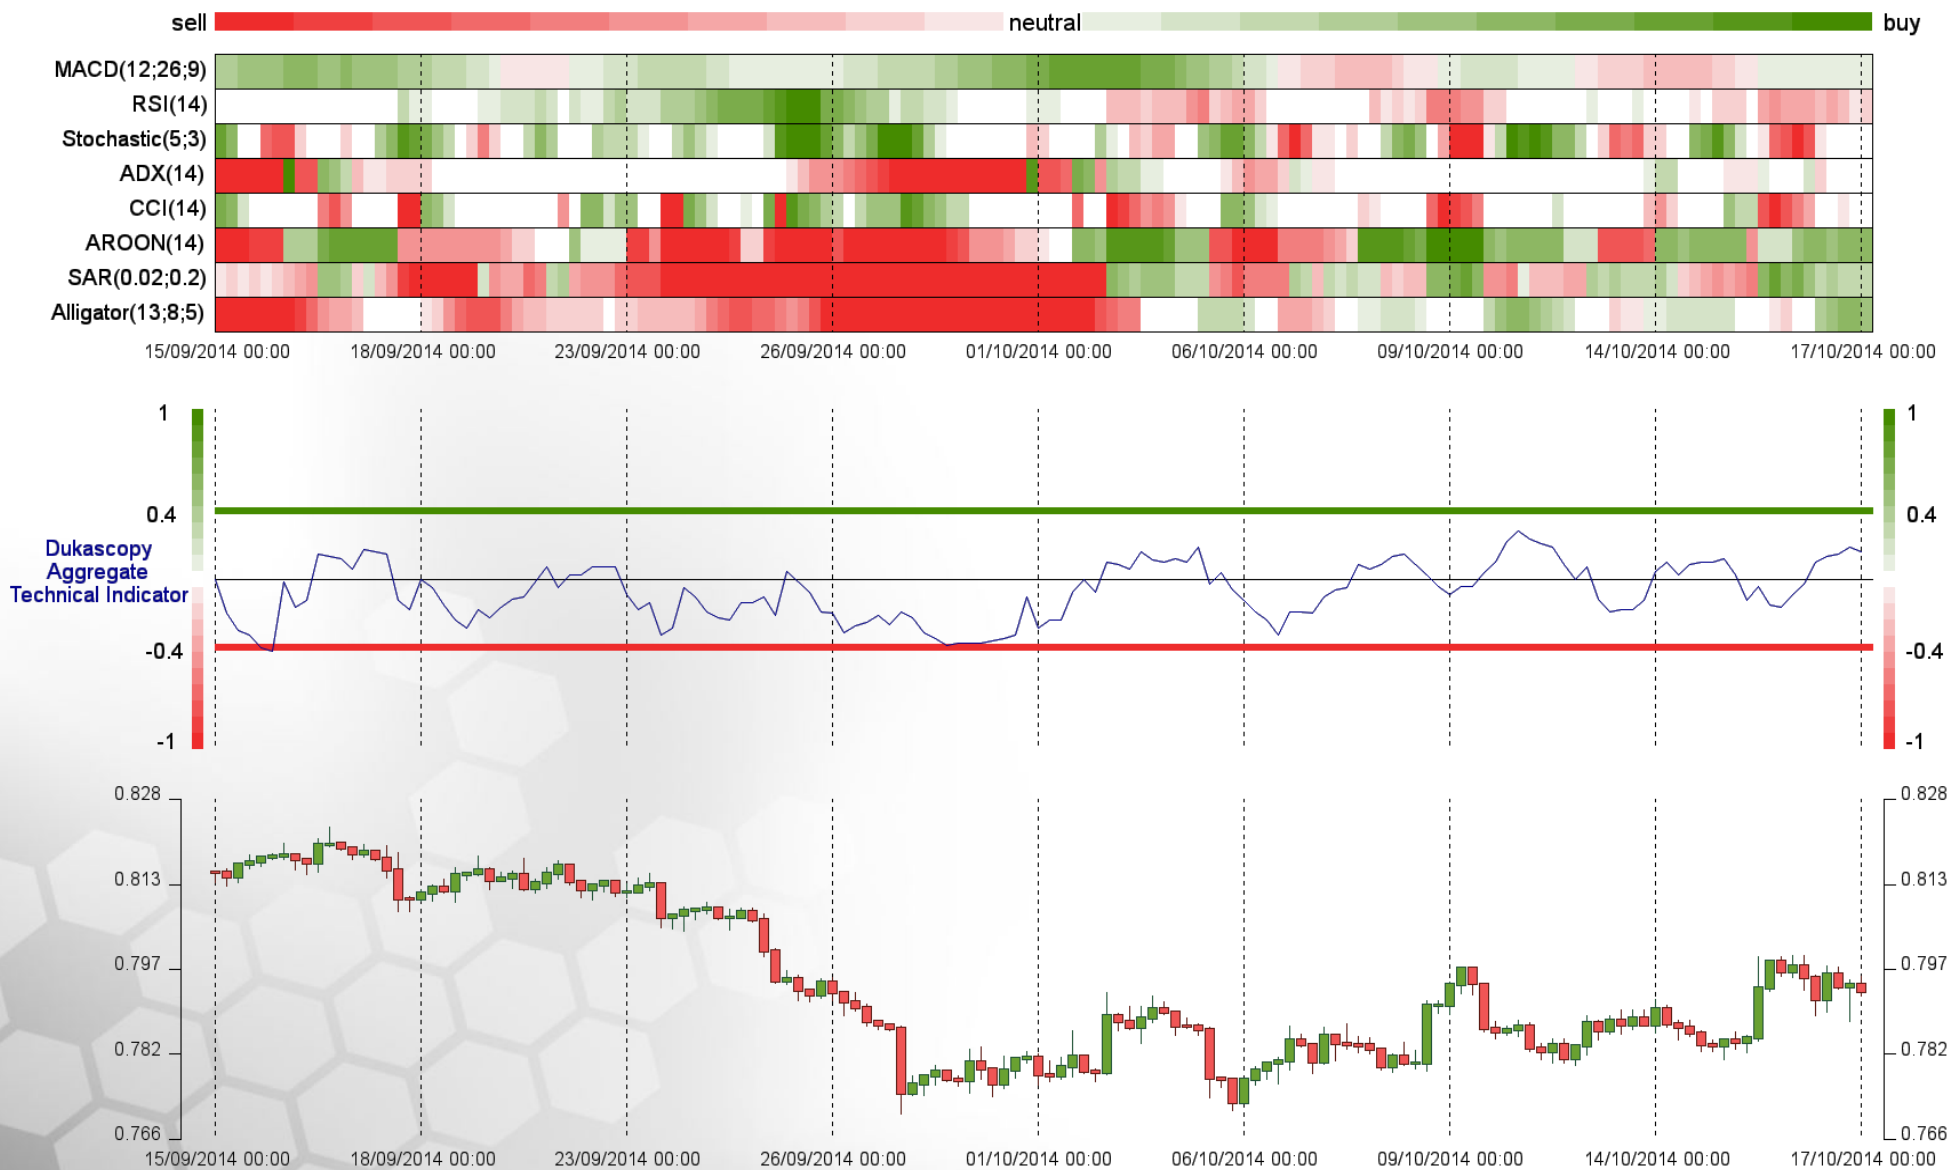 sell neutral buy
MACD(12;26;9)
RSI(14)
Stochastic(5;3)
ADX(14)
CCI(14)
AROON(14)
SAR(0.02;0.2)
Alligator(13;8;5)
15/09/2014 00:00 18/09/2014 00:00 23/09/2014 00:00 26/09/2014 00:00 01/10/2014 00:00 06/10/2014 00:00 09/10/2014 00:00 14/10/2014 00:00 17/10/2014 00:00
1 1
0.4 0.4
Dukascopy
Aggregate
Technical Indicator
-0.4 -0.4
-1 -1
0.828 0.828
0.813 0.813
0.797 0.797
0.782 0.782
0.766 0.766
15/09/2014 00:00 18/09/2014 00:00 23/09/2014 00:00 26/09/2014 00:00 01/10/2014 00:00 06/10/2014 00:00 09/10/2014 00:00 14/10/2014 00:00 17/10/2014 00:00